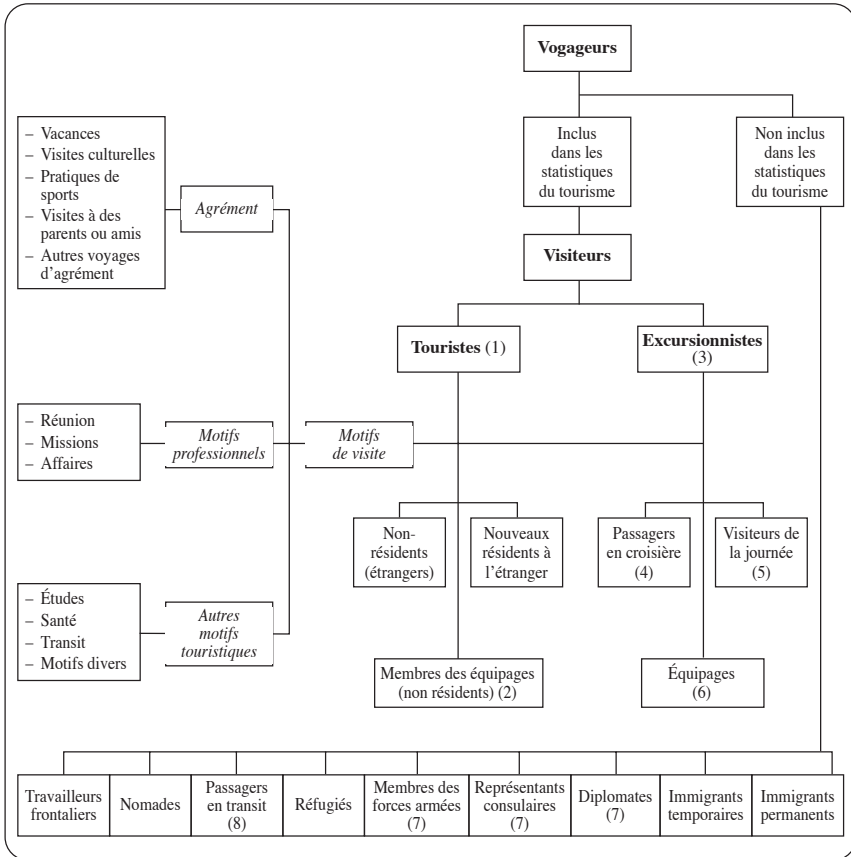 Vogageurs
Inclus
dans les
statistiques
du tourisme
Non inclus
dans les
statistiques
du tourisme
– Vacances
– Visites culturelles
– Pratiques de
sports
– Visites à des
parents ou amis
– Autres voyages
d'agrément
Agrément
Visiteurs
Touristes (1)
Excursionnistes
(3)
– Réunion
– Missions
– Affaires
Motifs
professionnels
Motifs
de visite
Non-
résidents
(étrangers)
Nouveaux
résidents à
l'étranger
Passagers
en croisière
(4)
Visiteurs de
la journée
(5)
– Études
– Santé
– Transit
– Motifs divers
Autres
motifs
touristiques
Membres des équipages
(non résidents) (2)
Équipages
(6)
Travailleurs
frontaliers
Nomades
Passagers
en transit
(8)
Réfugiés
Membres des
forces armées
(7)
Représentants
consulaires
(7)
Diplomates
(7)
Immigrants
temporaires
Immigrants
permanents